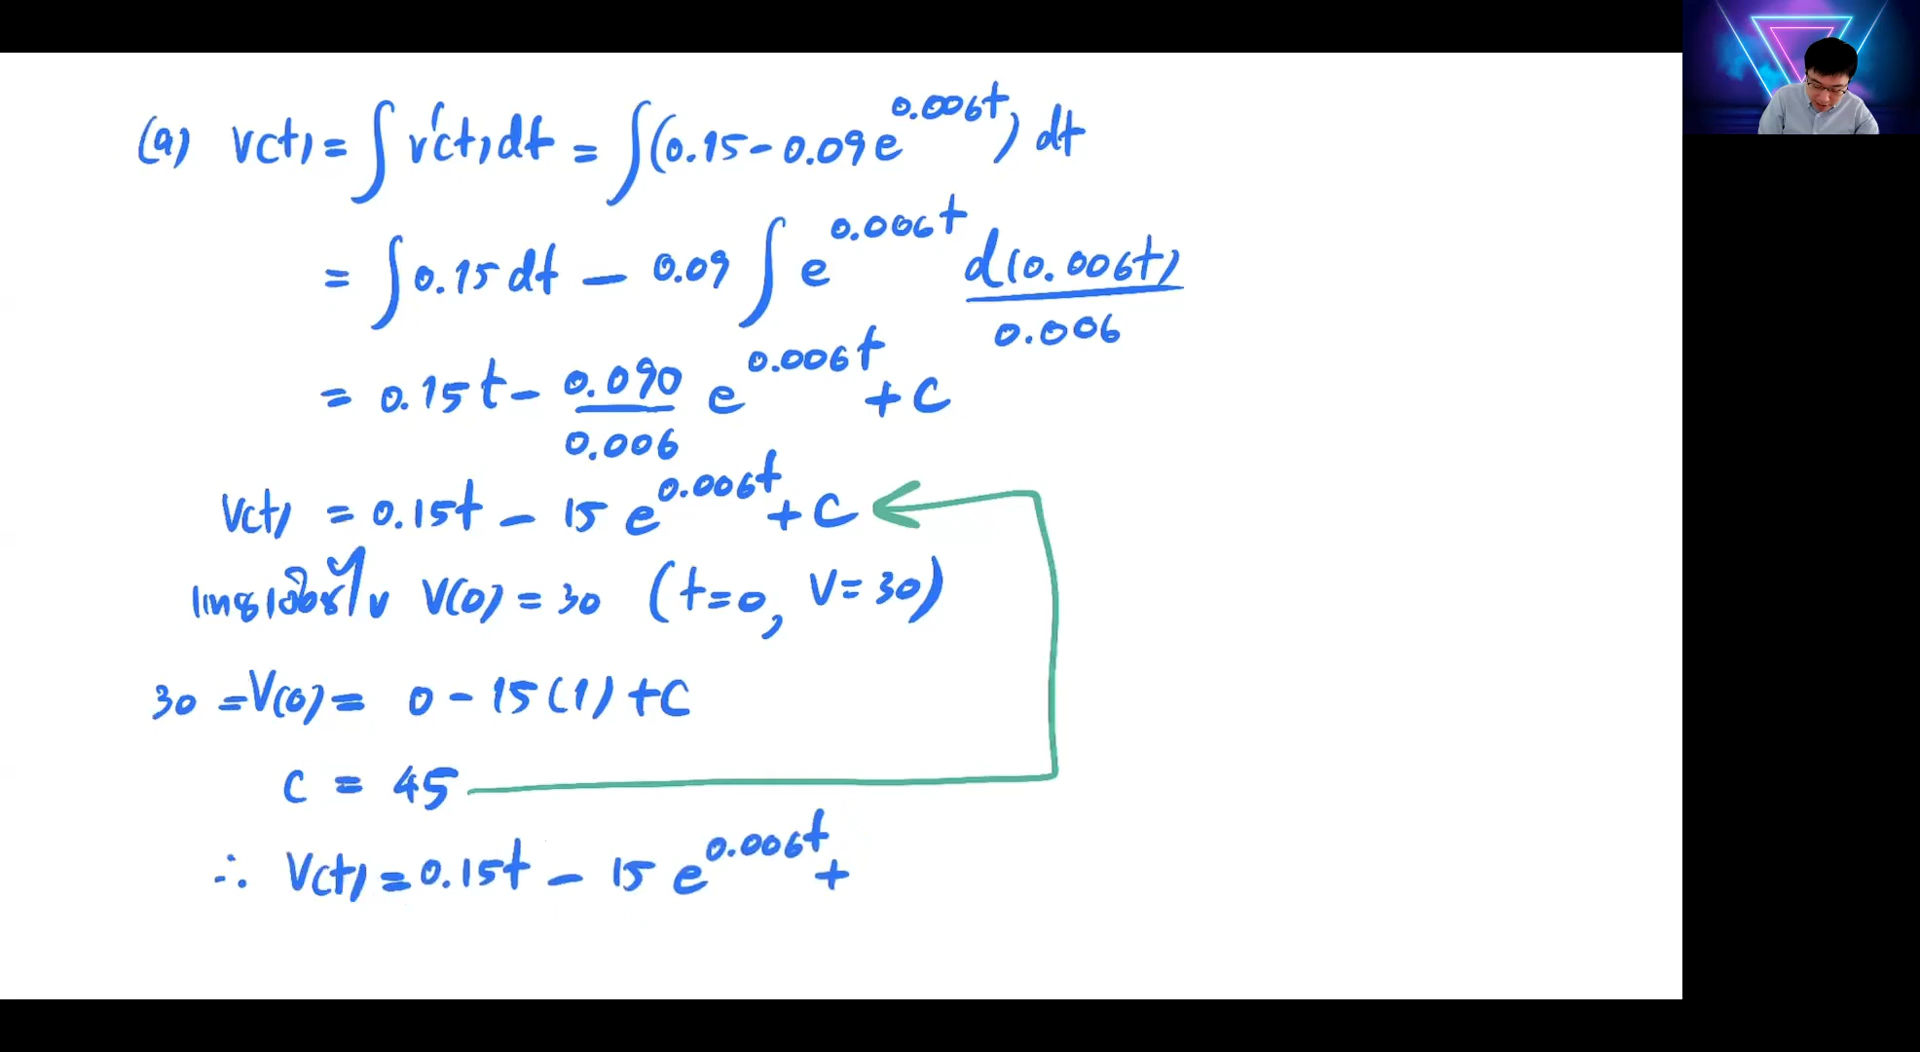 (a) V(t) = ∫ V'(t) dt = ∫ (0.15 - 0.09 e^{0.006t}) dt
= ∫ 0.15 dt - 0.09 ∫ e^{0.006t} d(0.006t)/0.006
= 0.15t - 0.090/0.006 e^{0.006t} + C
V(t) = 0.15t - 15 e^{0.006t} + C
V(0) = 30 (t=0, V=30)
30 = V(0) = 0 - 15(1) + C
C = 45
∴ V(t) = 0.15t - 15 e^{0.006t} +